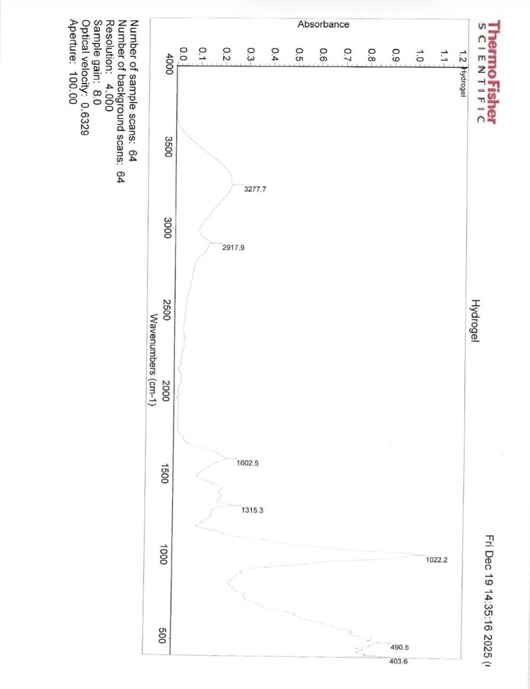 ThermoFisher
SCIENTIFIC
Fri Dec 19 14:35:16 2025 (
Hydrogel
Hydrogel
1.2
1.1
1.0
0.9
0.8
0.7
0.6
0.5
0.4
0.3
0.2
0.1
0.0
Absorbance
3277.7
2917.9
1602.5
1315.3
1022.2
490.5
403.6
4000
3500
3000
2500
2000
1500
1000
500
Wavenumbers (cm-1)
Number of sample scans: 64
Number of background scans: 64
Resolution: 4.000
Sample gain: 8.0
Optical velocity: 0.6329
Aperture: 100.00